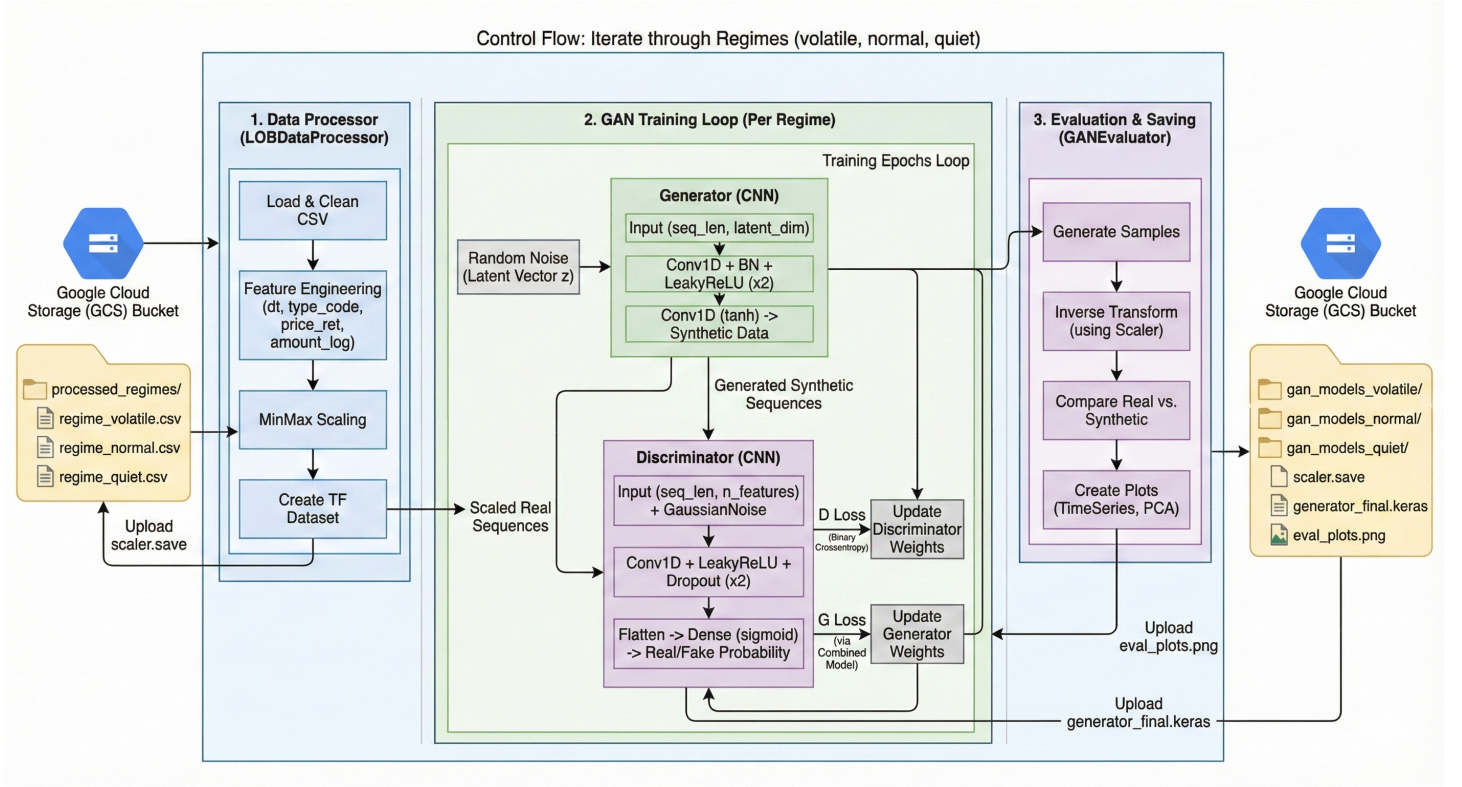 Control Flow: Iterate through Regimes (volatile, normal, quiet)
Google Cloud
Storage (GCS) Bucket
processed_regimes/
regime_volatile.csv
regime_normal.csv
regime_quiet.csv
Upload
scaler.save
1. Data Processor
(LOBDataProcessor)
Load & Clean
CSV
Feature Engineering
(dt, type_code,
price_ret,
amount_log)
MinMax Scaling
Create TF
Dataset
2. GAN Training Loop (Per Regime)
Training Epochs Loop
Random Noise
(Latent Vector z)
Generator (CNN)
Input (seq_len, latent_dim)
Conv1D + BN +
LeakyReLU (x2)
Conv1D (tanh) ->
Synthetic Data
Generated Synthetic
Sequences
Scaled Real
Sequences
Discriminator (CNN)
Input (seq_len, n_features)
+ GaussianNoise
Conv1D + LeakyReLU +
Dropout (x2)
Flatten -> Dense (sigmoid)
-> Real/Fake Probability
D Loss
(Binary
Crossentropy)
Update
Discriminator
Weights
G Loss
(via
Combined
Model)
Update
Generator
Weights
3. Evaluation & Saving
(GANEvaluator)
Generate Samples
Inverse Transform
(using Scaler)
Compare Real vs.
Synthetic
Create Plots
(TimeSeries, PCA)
Upload
eval_plots.png
Upload
generator_final.keras
Google Cloud
Storage (GCS) Bucket
gan_models_volatile/
gan_models_normal/
gan_models_quiet/
scaler.save
generator_final.keras
eval_plots.png